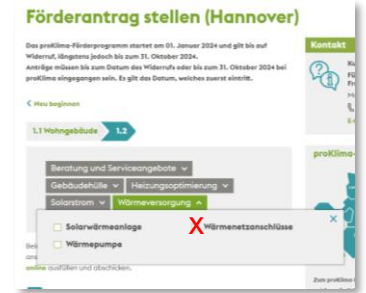 Förderantrag stellen (Hannover)
Das proKlima-Förderprogramm startet am 01. Januar 2024 und gilt bis auf
Widerruf, längstens jedoch bis zum 31. Oktober 2024.
Anträge müssen bis zum Datum des Widerrufs oder bis zum 31. Oktober 2024 bei
proKlima eingegangen sein. Es gilt das Datum, welches zuerst eintritt.
Kontakt
Neu beginnen
1.1 Wohngebäude 1.2
proKlima-
Beratung und Serviceangebote
Gebäudehülle Heizungsoptimierung
Solarstrom Wärmeversorgung
Solarwärmeanlage X Wärmenetzanschlüsse ×
Wärmepumpe
online ausfüllen und abschicken.
Zum proKlima